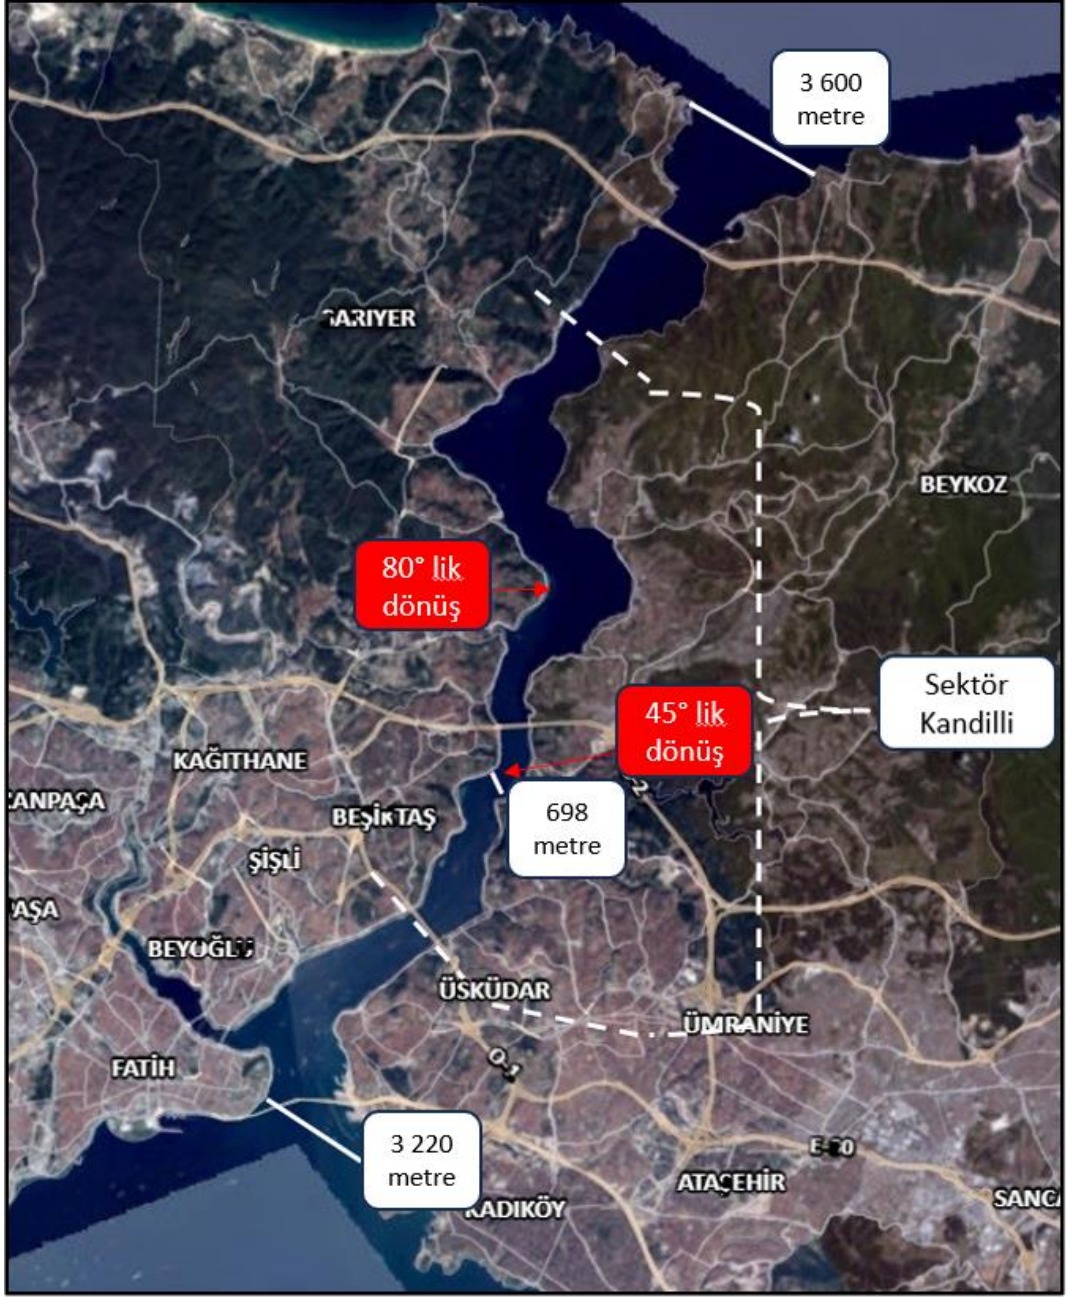 3 600
metre
SARIYER
BEYKOZ
80° lik
dönüş
Sektör
Kandilli
45° lik
dönüş
KAĞITHANE
698
metre
BEŞİKTAŞ
ŞİŞLİ
BEYOĞLU
ÜSKÜDAR
ÜMRANİYE
FATİH
O-1
3 220
metre
E-80
ATAŞEHİR
KADIKÖY